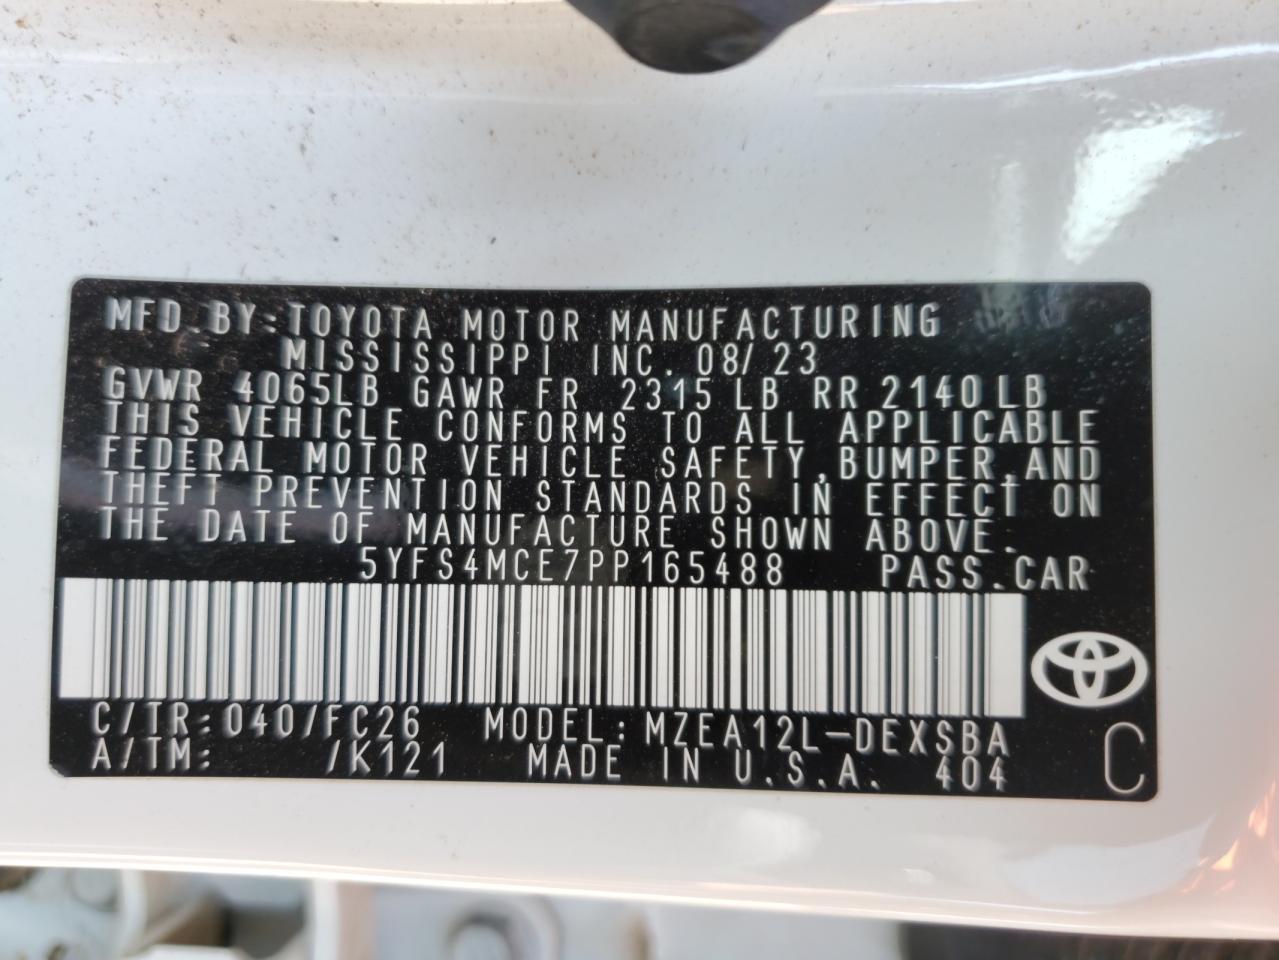 MFD.BY:TOYOTA MOTOR MANUFACTURING
MISSISSIPPI INC. 08/23
GVWR 4065LB GAWR FR 2315 LB RR 2140LB
THIS VEHICLE CONFORMS TO ALL APPLICABLE
FEDERAL MOTOR VEHICLE SAFETY,BUMPER,AND
THEFT PREVENTION STANDARDS IN EFFECT ON
THE DATE OF MANUFACTURE SHOWN ABOVE.
5YFS4MCE7PP165488 PASS.CAR
C/TR:040/FC26 MODEL:MZEA12L-DEXSBA
A/TM: /K121 MADE IN U.S.A. 404 C